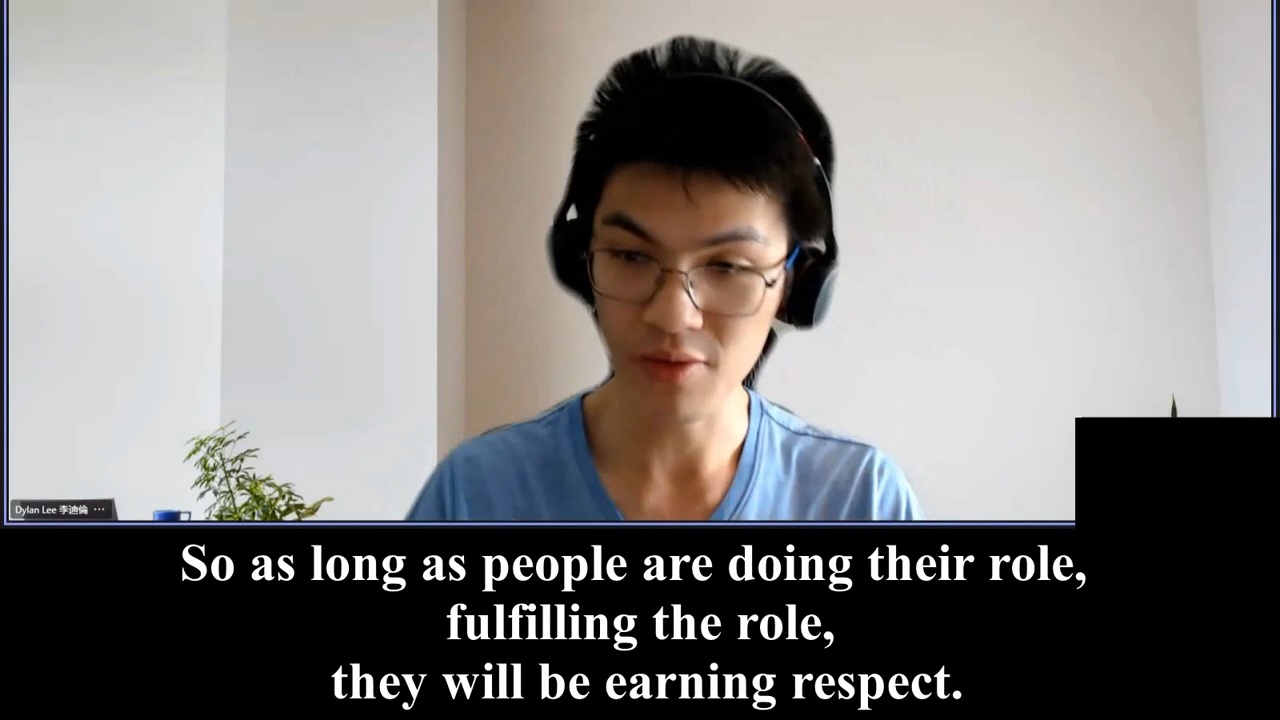 Dylan Lee 李迪倫 ···
So as long as people are doing their role,
fulfilling the role,
they will be earning respect.